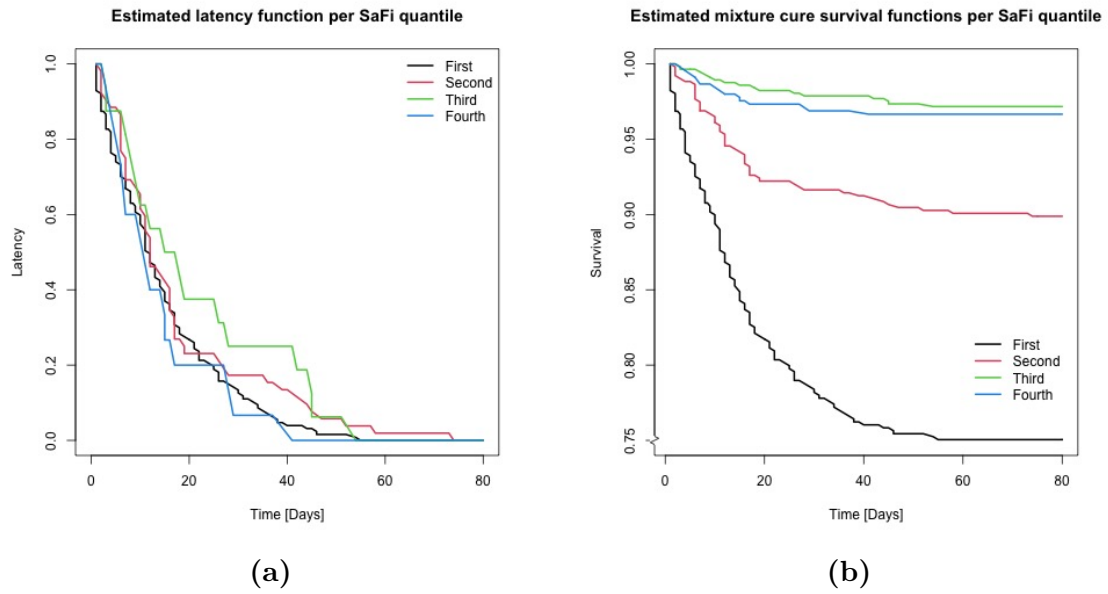 Estimated latency function per SaFi quantile
1.0
0.8
0.6
0.4
0.2
0.0
Latency
First
Second
Third
Fourth
0 20 40 60 80
Time [Days]
(a)
Estimated mixture cure survival functions per SaFi quantile
1.00
0.95
0.90
0.85
0.80
0.75
Survival
First
Second
Third
Fourth
0 20 40 60 80
Time [Days]
(b)